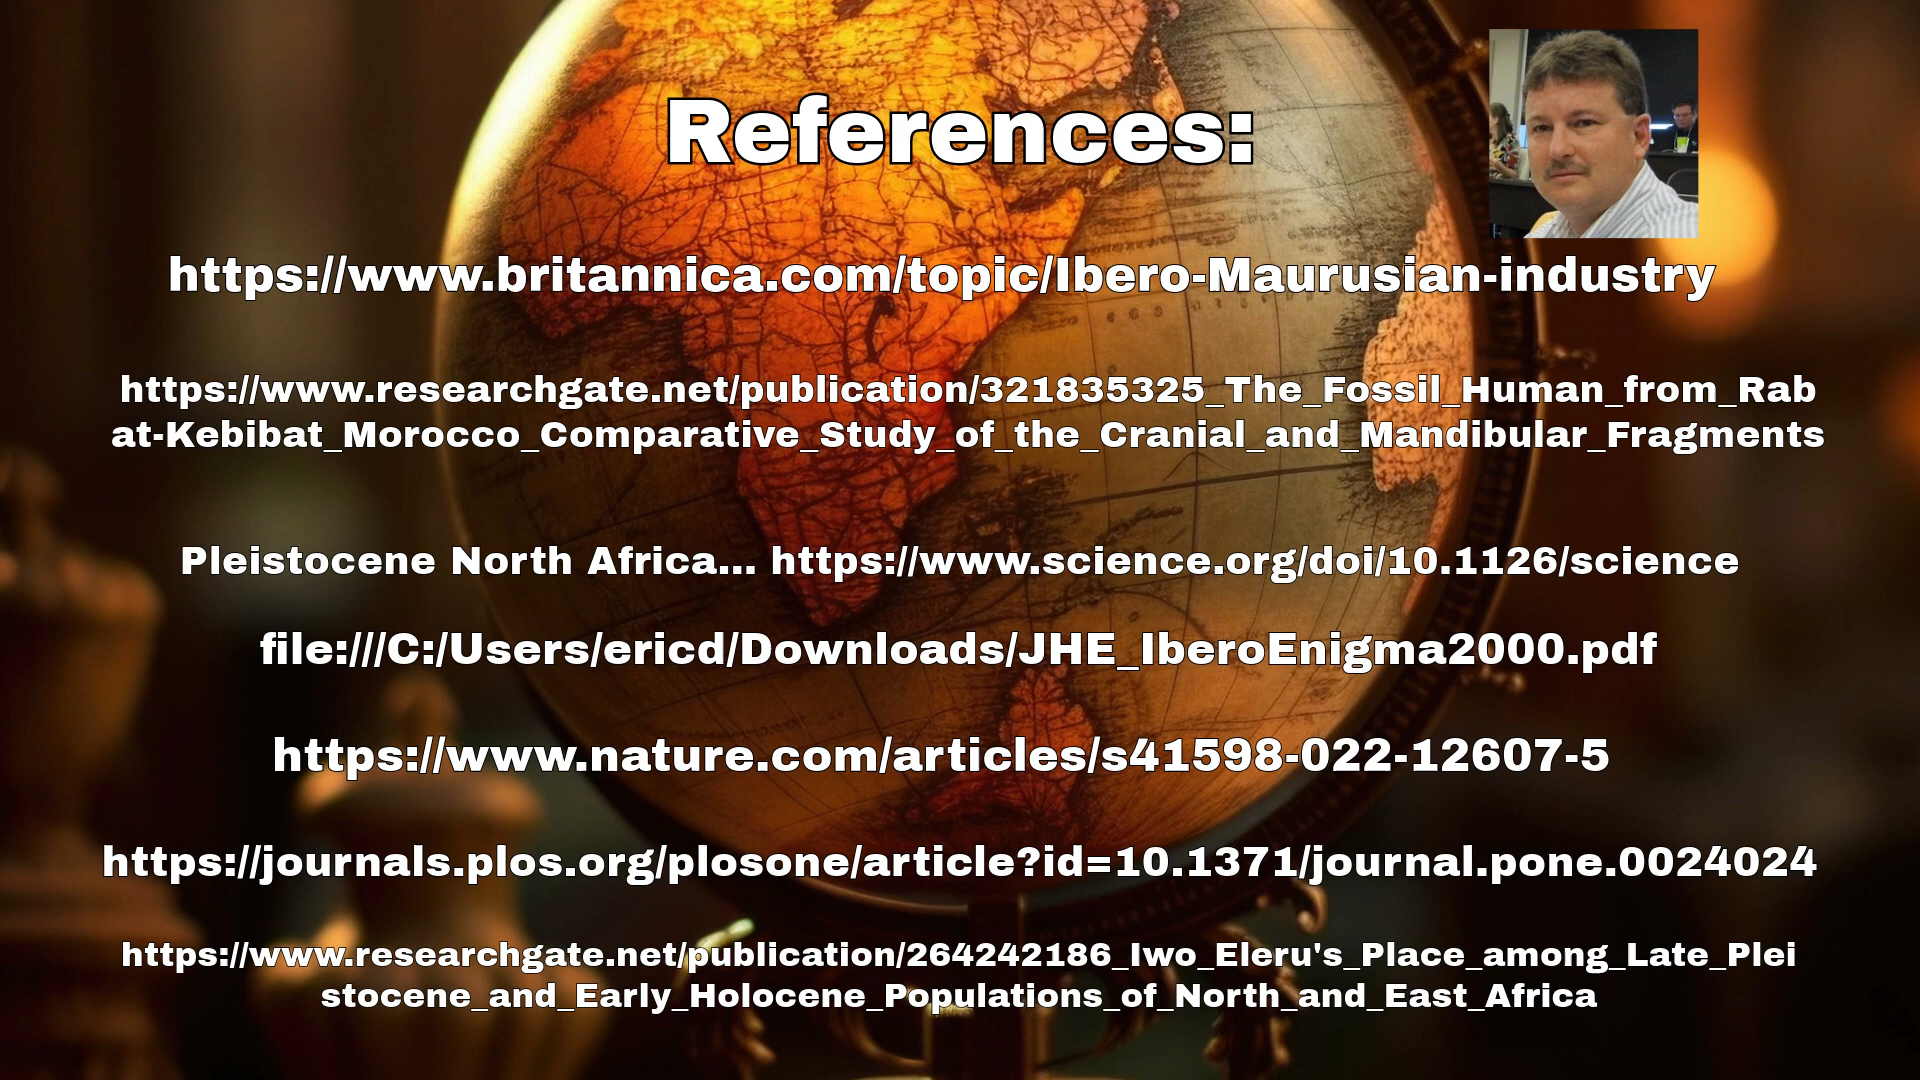 References:
https://www.britannica.com/topic/Ibero-Maurusian-industry
https://www.researchgate.net/publication/321835325_The_Fossil_Human_from_Rab
at-Kebibat_Morocco_Comparative_Study_of_the_Cranial_and_Mandibular_Fragments
Pleistocene North Africa... https://www.science.org/doi/10.1126/science
file:///C:/Users/ericd/Downloads/JHE_IberoEnigma2000.pdf
https://www.nature.com/articles/s41598-022-12607-5
https://journals.plos.org/plosone/article?id=10.1371/journal.pone.0024024
https://www.researchgate.net/publication/264242186_Iwo_Eleru's_Place_among_Late_Plei
stocene_and_Early_Holocene_Populations_of_North_and_East_Africa